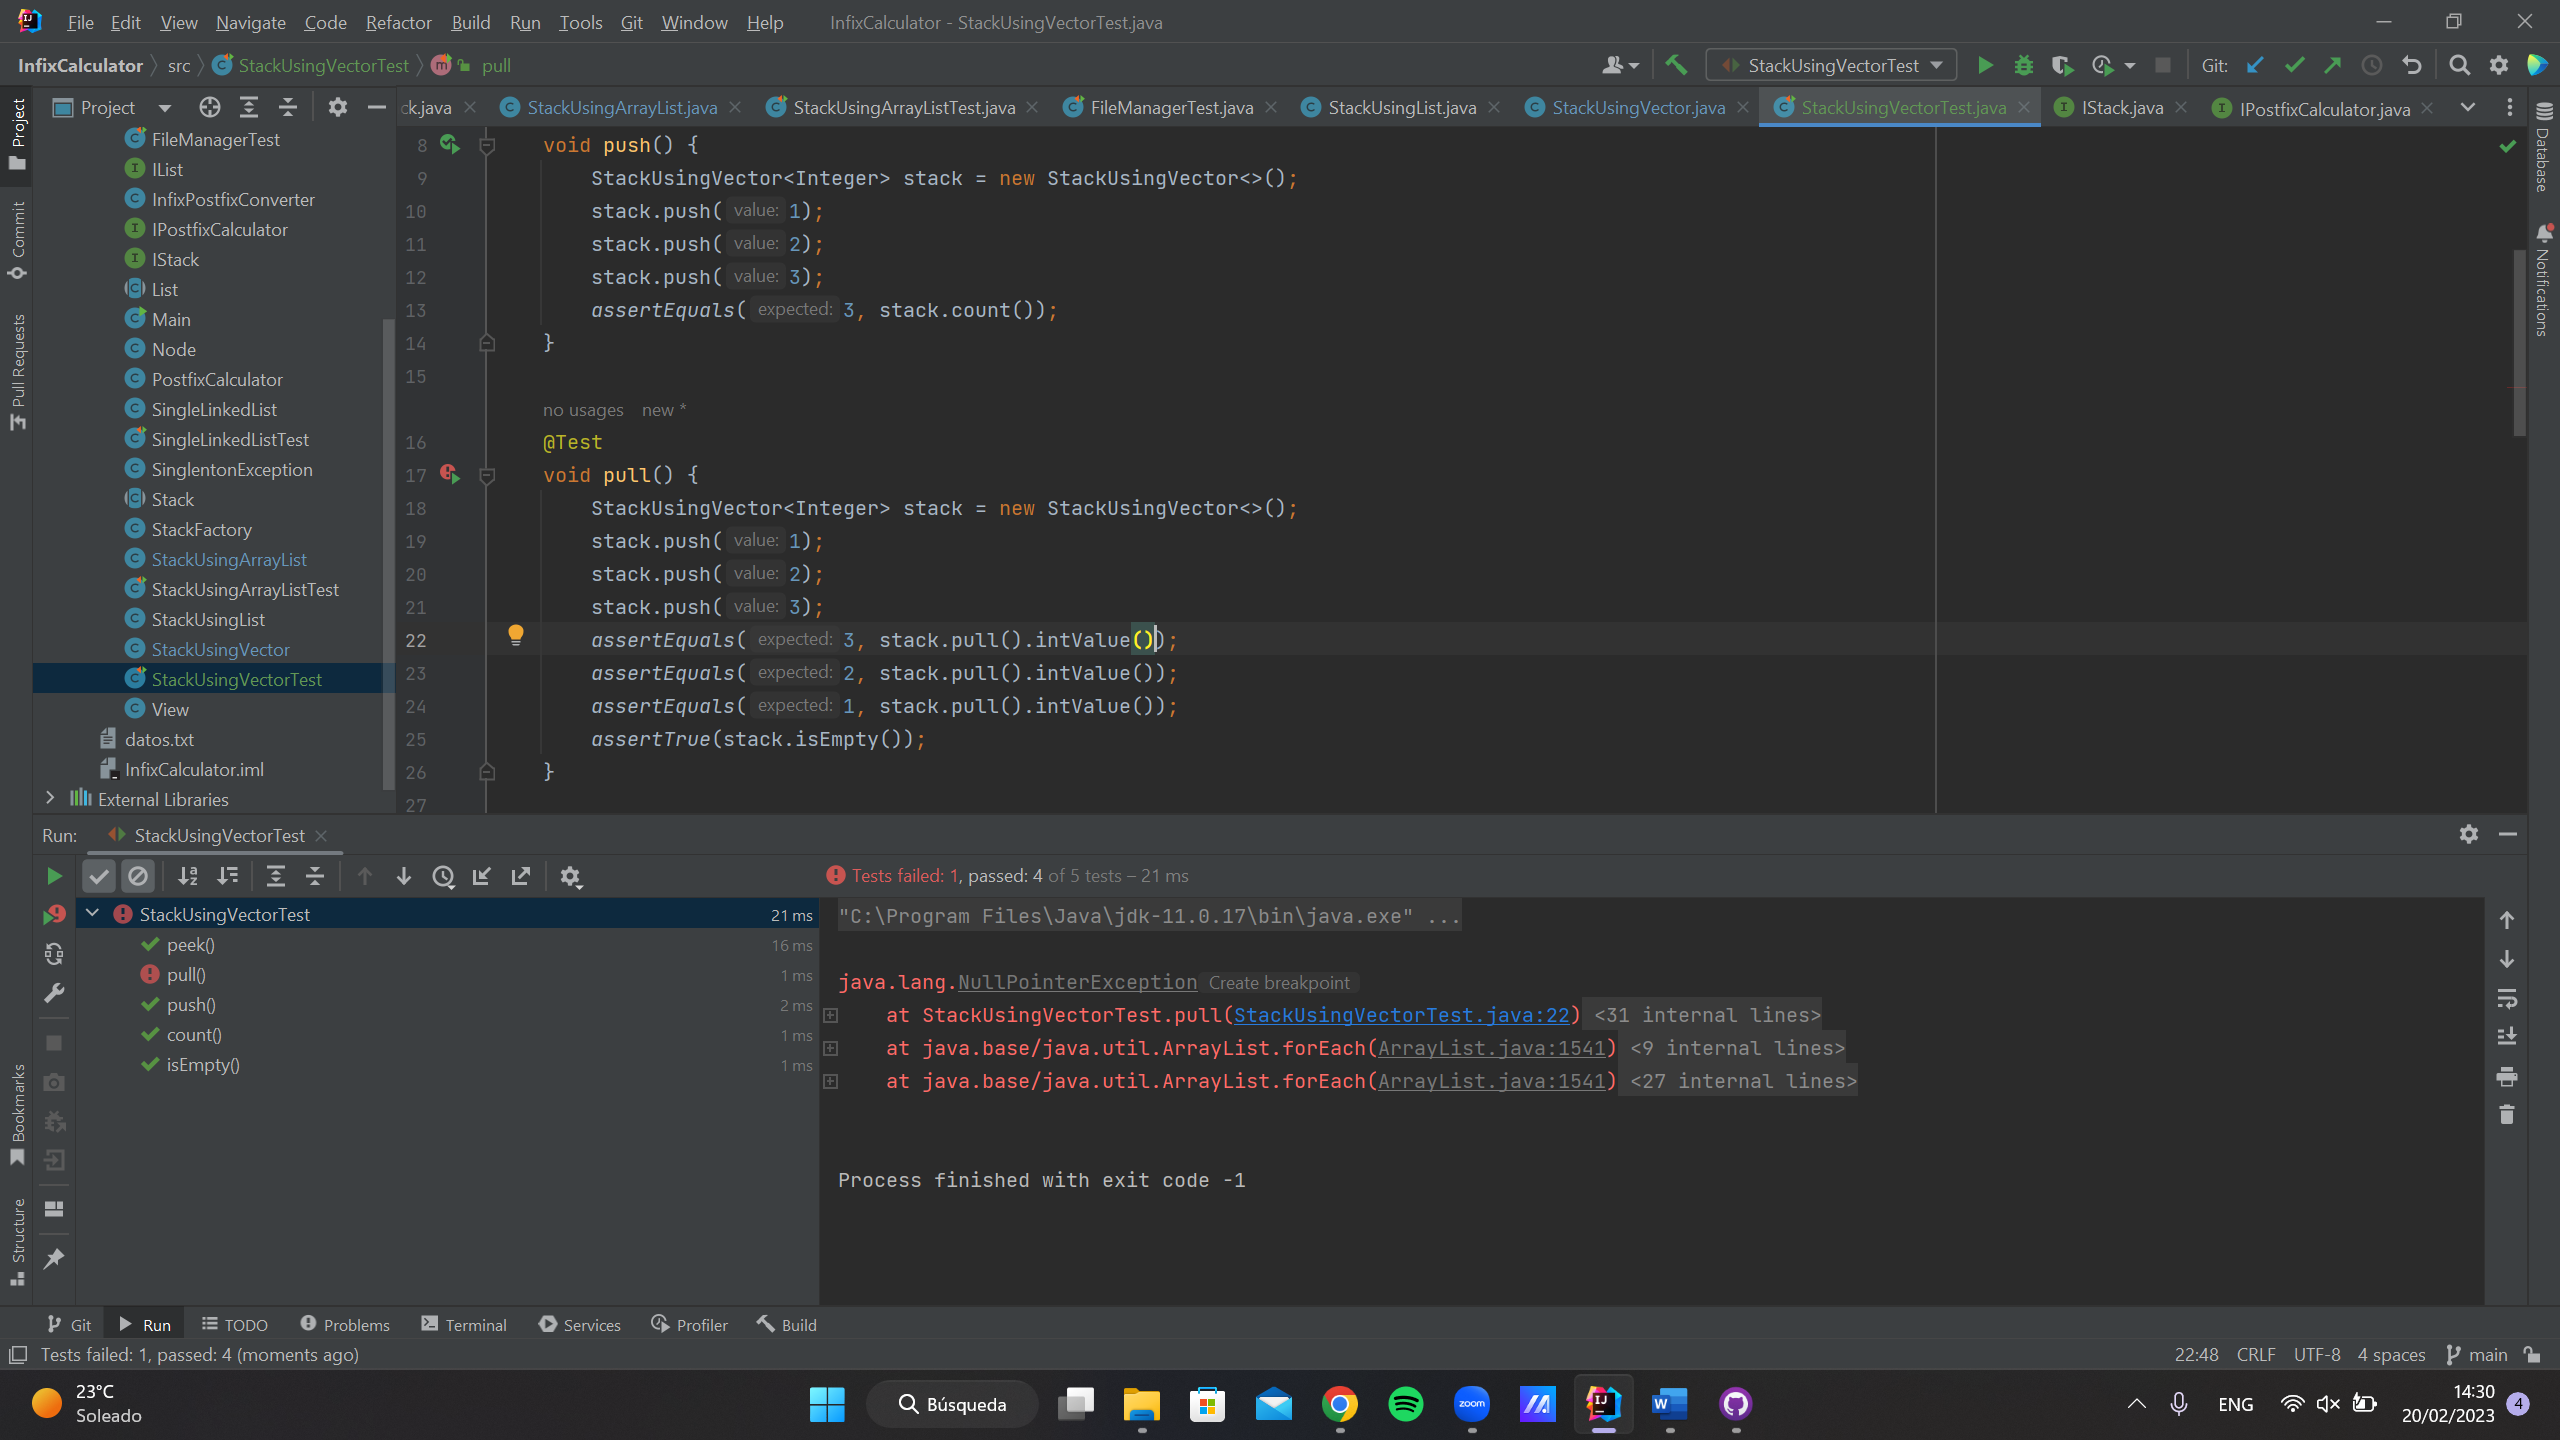 File Edit View Navigate Code Refactor Build Run Tools Git Window Help InfixCalculator - StackUsingVectorTest.java
InfixCalculator src StackUsingVectorTest pull StackUsingVectorTest Git:
Project ck.java StackUsingArrayList.java StackUsingArrayListTest.java FileManagerTest.java StackUsingList.java StackUsingVector.java StackUsingVectorTest.java IStack.java IPostfixCalculator.java
Project
Commit
Pull Requests
Bookmarks
Structure
Database
Notifications
FileManagerTest
IList
InfixPostfixConverter
IPostfixCalculator
IStack
List
Main
Node
PostfixCalculator
SingleLinkedList
SingleLinkedListTest
SinglentonException
Stack
StackFactory
StackUsingArrayList
StackUsingArrayListTest
StackUsingList
StackUsingVector
StackUsingVectorTest
View
datos.txt
InfixCalculator.iml
External Libraries
8 void push() {
9 StackUsingVector<Integer> stack = new StackUsingVector<>();
10 stack.push( value: 1);
11 stack.push( value: 2);
12 stack.push( value: 3);
13 assertEquals( expected: 3, stack.count());
14 }
15
no usages new *
16 @Test
17 void pull() {
18 StackUsingVector<Integer> stack = new StackUsingVector<>();
19 stack.push( value: 1);
20 stack.push( value: 2);
21 stack.push( value: 3);
22 assertEquals( expected: 3, stack.pull().intValue());
23 assertEquals( expected: 2, stack.pull().intValue());
24 assertEquals( expected: 1, stack.pull().intValue());
25 assertTrue(stack.isEmpty());
26 }
27
Run: StackUsingVectorTest
Tests failed: 1, passed: 4 of 5 tests – 21 ms
StackUsingVectorTest 21 ms
peek() 16 ms
pull() 1 ms
push() 2 ms
count() 1 ms
isEmpty() 1 ms
"C:\Program Files\Java\jdk-11.0.17\bin\java.exe" ...
java.lang.NullPointerException Create breakpoint
at StackUsingVectorTest.pull(StackUsingVectorTest.java:22) <31 internal lines>
at java.base/java.util.ArrayList.forEach(ArrayList.java:1541) <9 internal lines>
at java.base/java.util.ArrayList.forEach(ArrayList.java:1541) <27 internal lines>
Process finished with exit code -1
Git Run TODO Problems Terminal Services Profiler Build
Tests failed: 1, passed: 4 (moments ago) 22:48 CRLF UTF-8 4 spaces main
23°C
Soleado
Búsqueda
zoom
ENG
14:30
20/02/2023
4